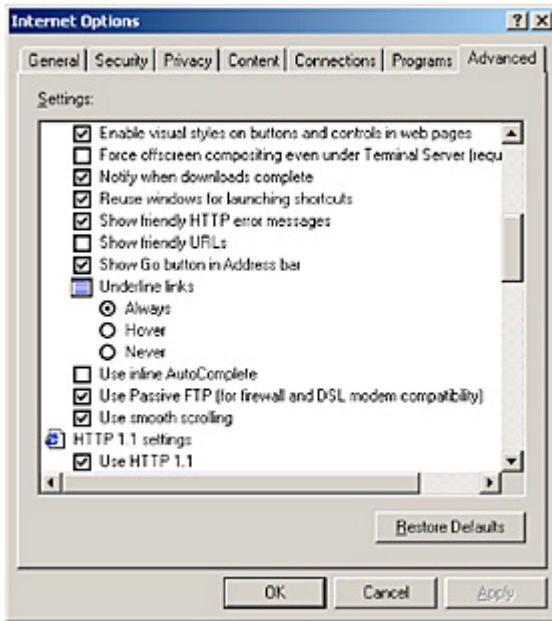 Internet Options
General Security Privacy Content Connections Programs Advanced
Settings:
Enable visual styles on buttons and controls in web pages
Force offscreen compositing even under Terminal Server (requ
Notify when downloads complete
Reuse windows for launching shortcuts
Show friendly HTTP error messages
Show friendly URLs
Show Go button in Address bar
Underline links
Always
Hover
Never
Use inline AutoComplete
Use Passive FTP (for firewall and DSL modem compatibility)
Use smooth scrolling
HTTP 1.1 settings
Use HTTP 1.1
Restore Defaults
OK Cancel Apply